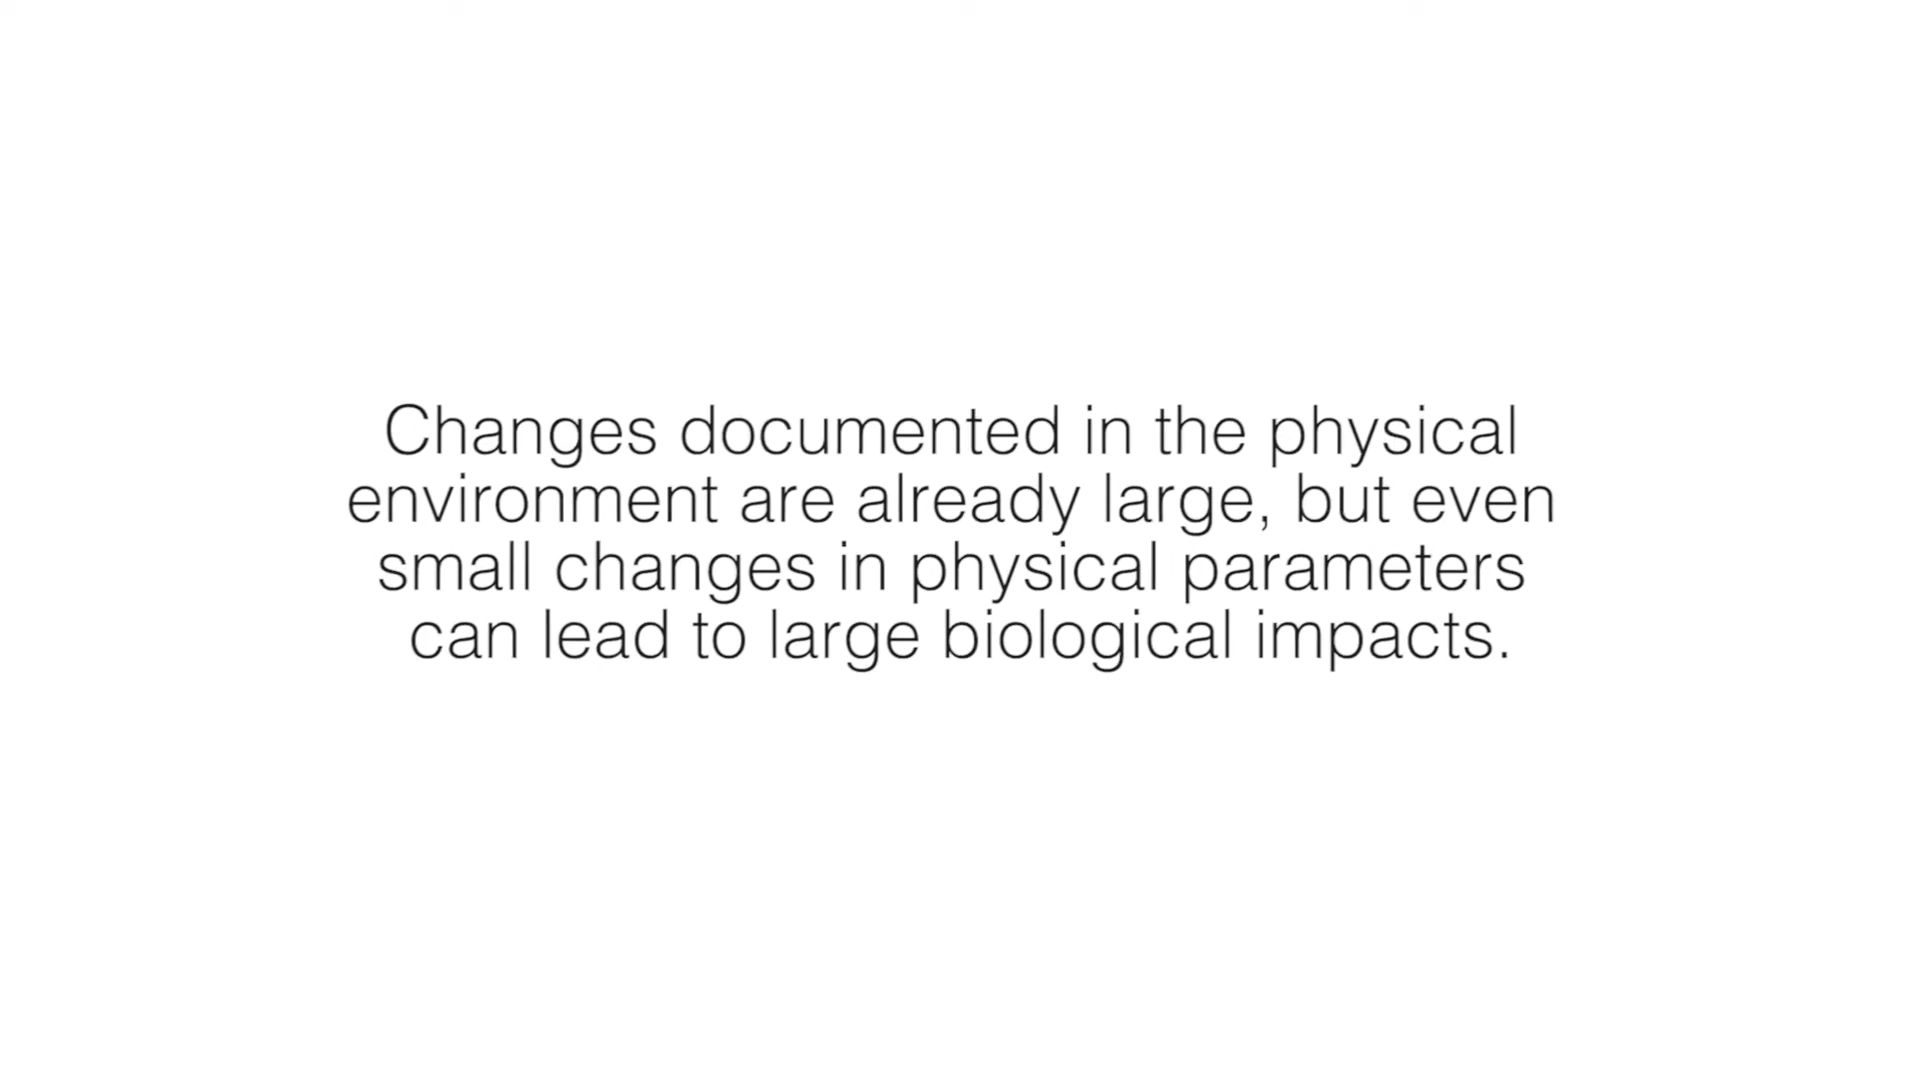 Changes documented in the physical
environment are already large, but even
small changes in physical parameters
can lead to large biological impacts.